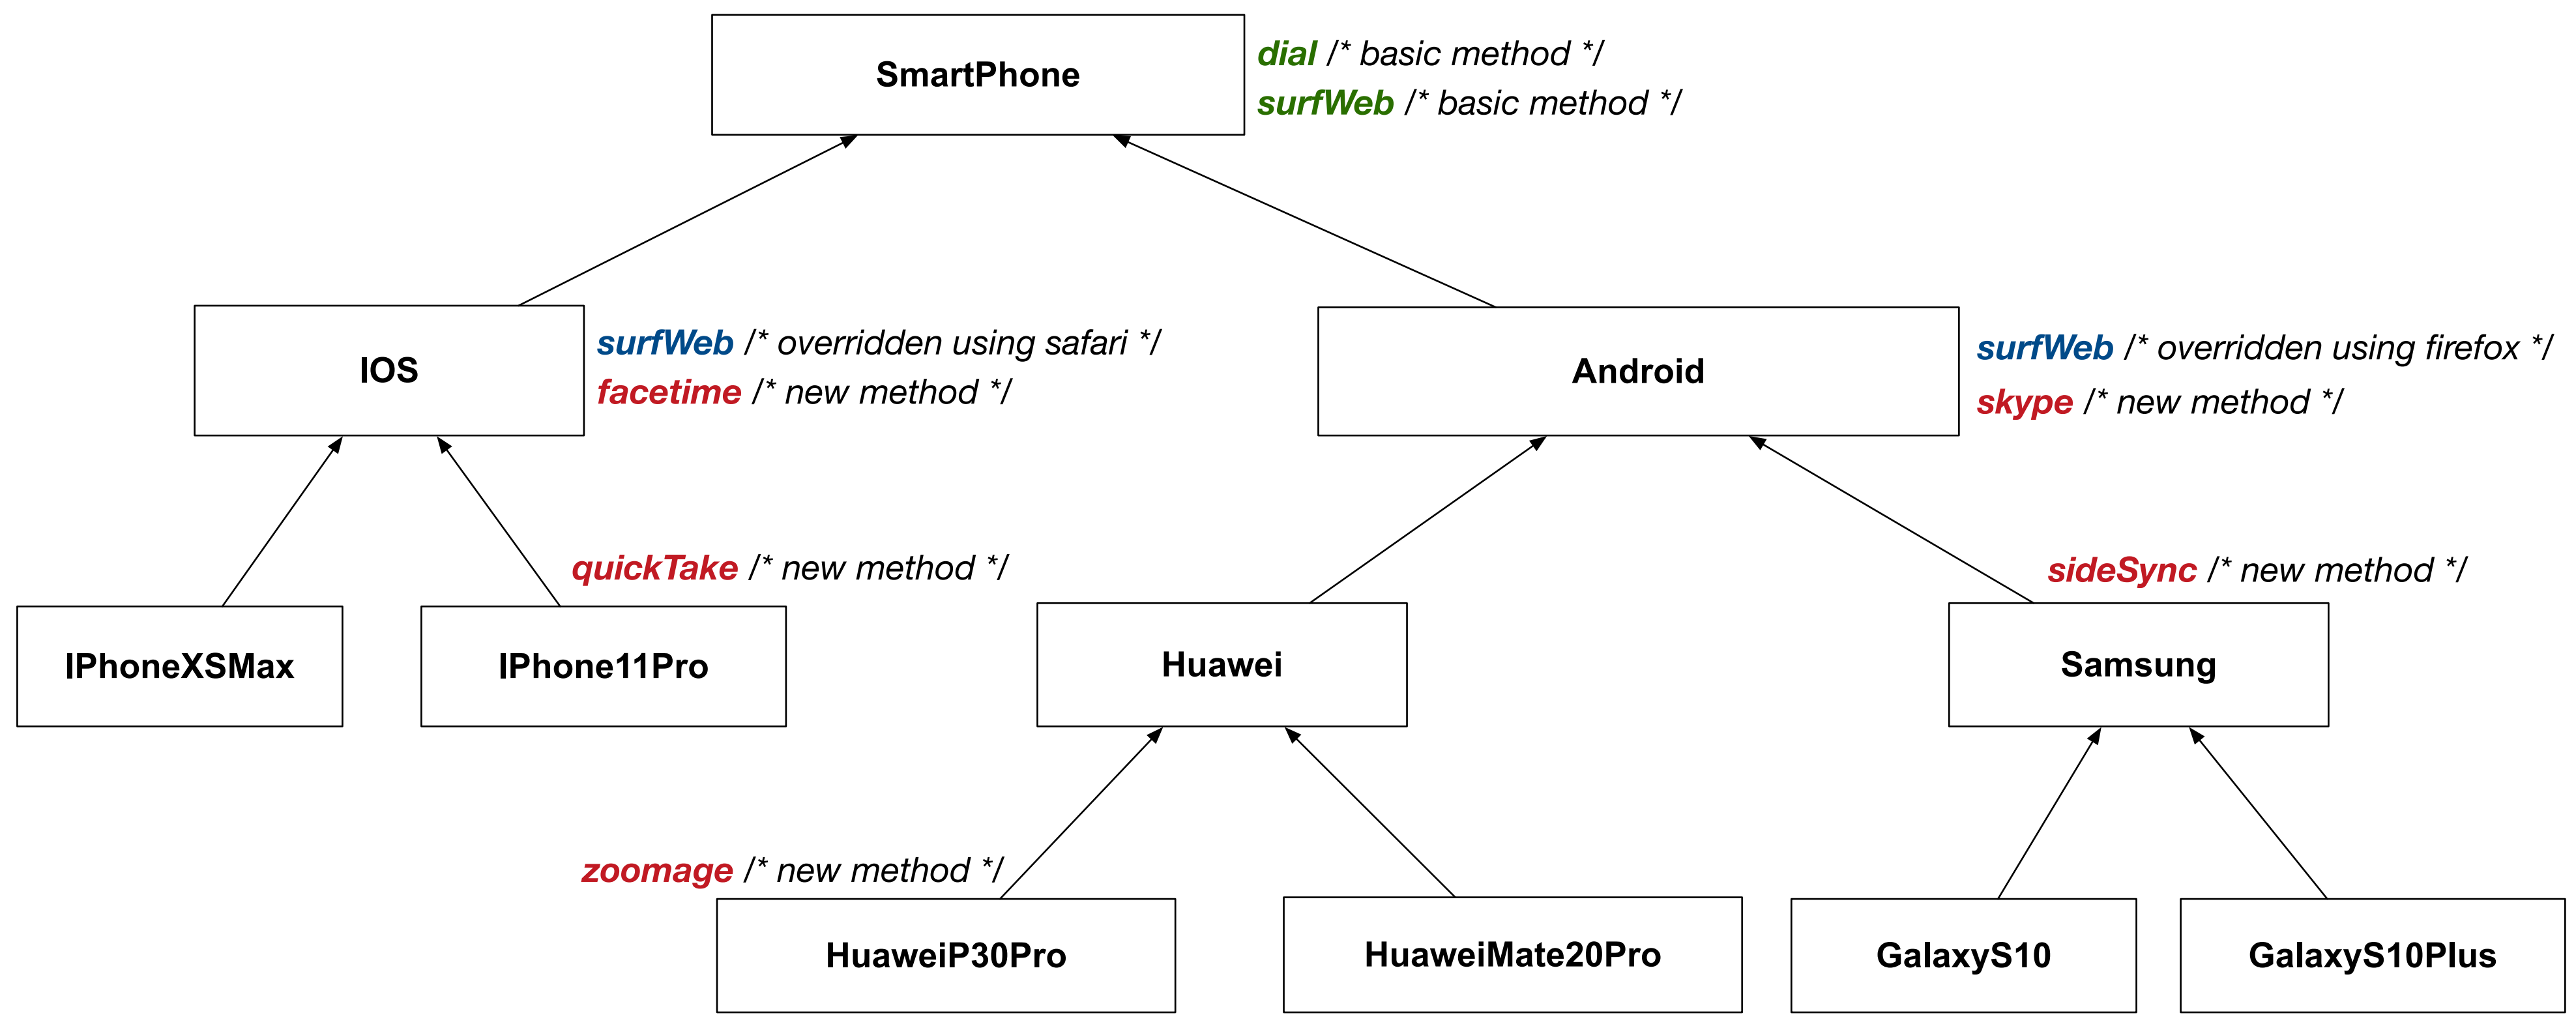 SmartPhone
dial /* basic method */
surfWeb /* basic method */
IOS
surfWeb /* overridden using safari */
facetime /* new method */
Android
surfWeb /* overridden using firefox */
skype /* new method */
quickTake /* new method */
sideSync /* new method */
IPhoneXSMax
IPhone11Pro
Huawei
Samsung
zoomage /* new method */
HuaweiP30Pro
HuaweiMate20Pro
GalaxyS10
GalaxyS10Plus